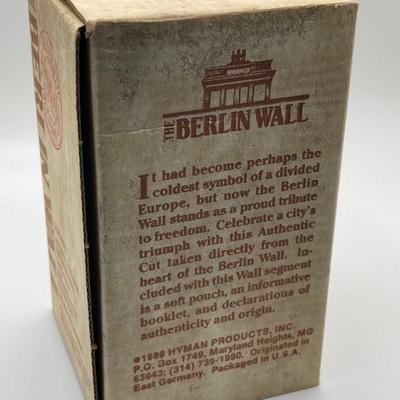 THE BERLIN WALL
It had become perhaps the
coldest symbol of a divided
Europe, but now the Berlin
Wall stands as a proud tribute
to freedom. Celebrate a city's
triumph with this Authentic
Cut taken directly from the
heart of the Berlin Wall. In-
cluded with this Wall segment
is a soft pouch, an informative
booklet, and declarations of
authenticity and origin.
©1989 HYMAN PRODUCTS, INC.
P.O. Box 1749, Maryland Heights, MO
63043; (314) 739-1990. Originated in
East Germany. Packaged in U.S.A.